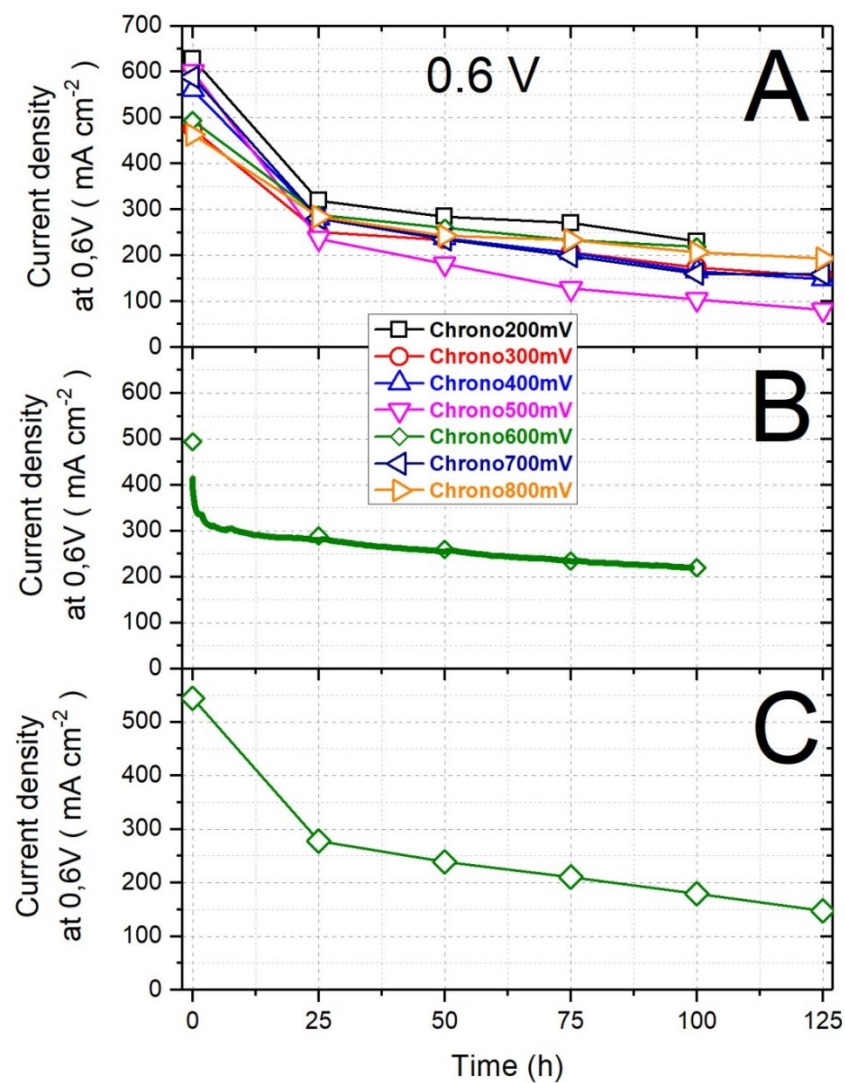 700
600
500
400
300
200
100
0
Current density
at 0,6V ( mA cm-2 )
0.6 V
A
Chrono200mV
Chrono300mV
Chrono400mV
Chrono500mV
Chrono600mV
Chrono700mV
Chrono800mV
600
500
400
300
200
100
0
Current density
at 0,6V ( mA cm-2 )
B
500
400
300
200
100
0
Current density
at 0,6V ( mA cm-2 )
C
0 25 50 75 100 125
Time (h)